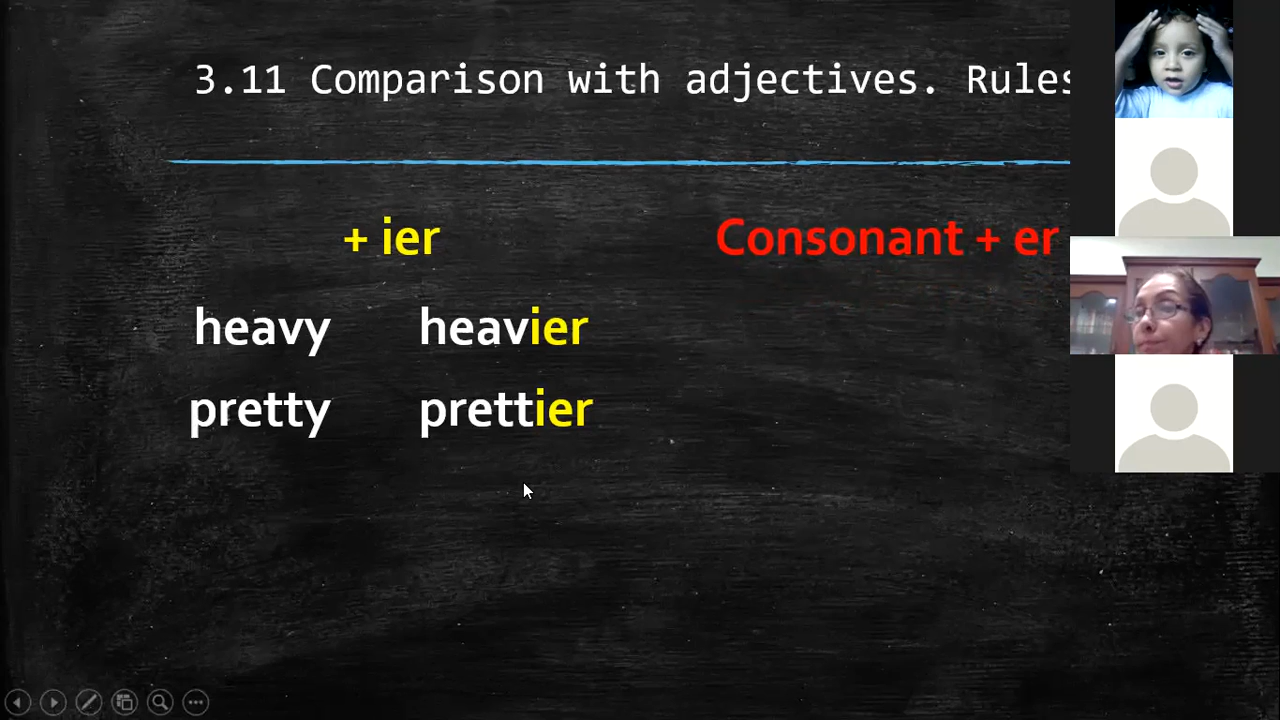 3.11 Comparison with adjectives. Rules
+ ier
Consonant + er
heavy heavier
pretty prettier